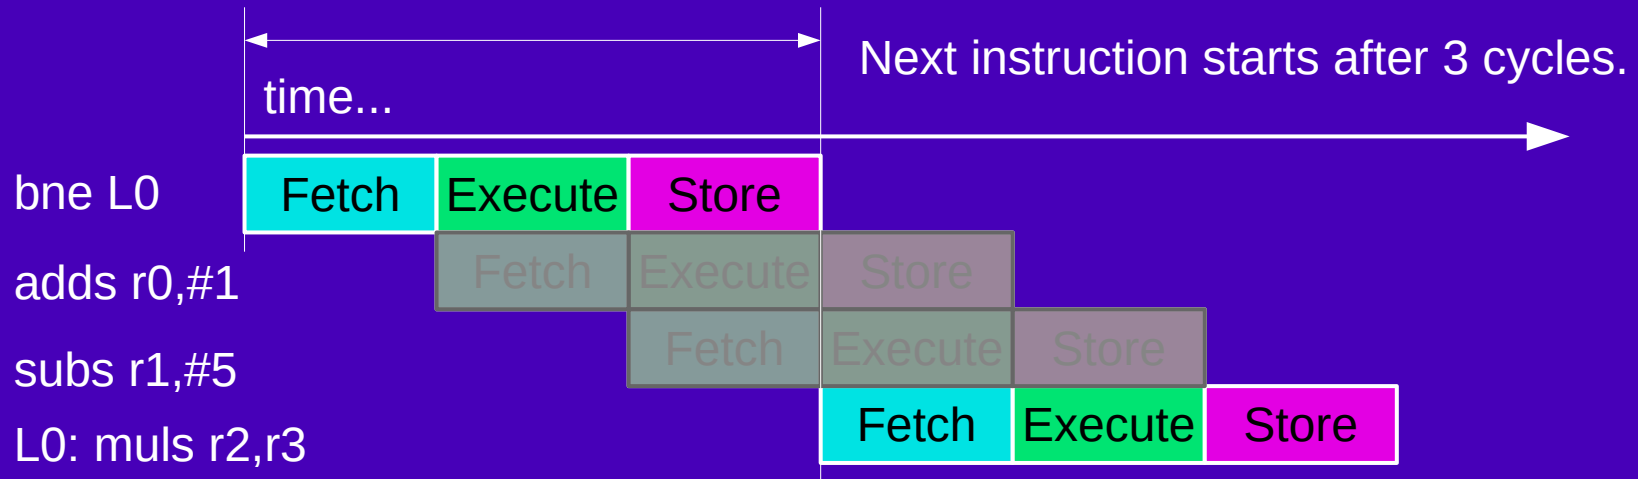 Next instruction starts after 3 cycles.
time...
bne L0
Fetch Execute Store
adds r0,#1
Fetch Execute Store
subs r1,#5
Fetch Execute Store
L0: muls r2,r3
Fetch Execute Store